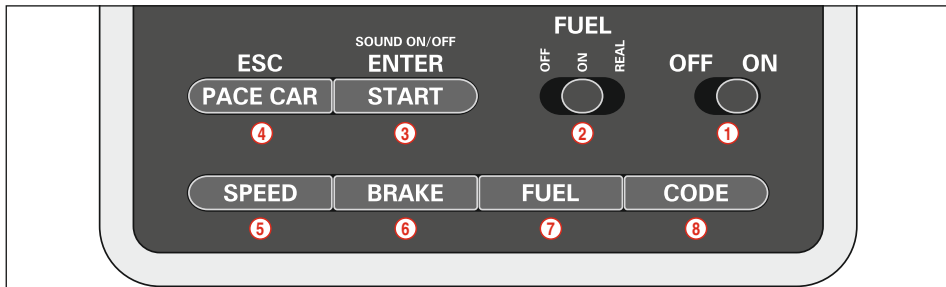 FUEL
SOUND ON/OFF
ESC ENTER OFF ON REAL OFF ON
PACE CAR START
4 3 2 1
SPEED BRAKE FUEL CODE
5 6 7 8